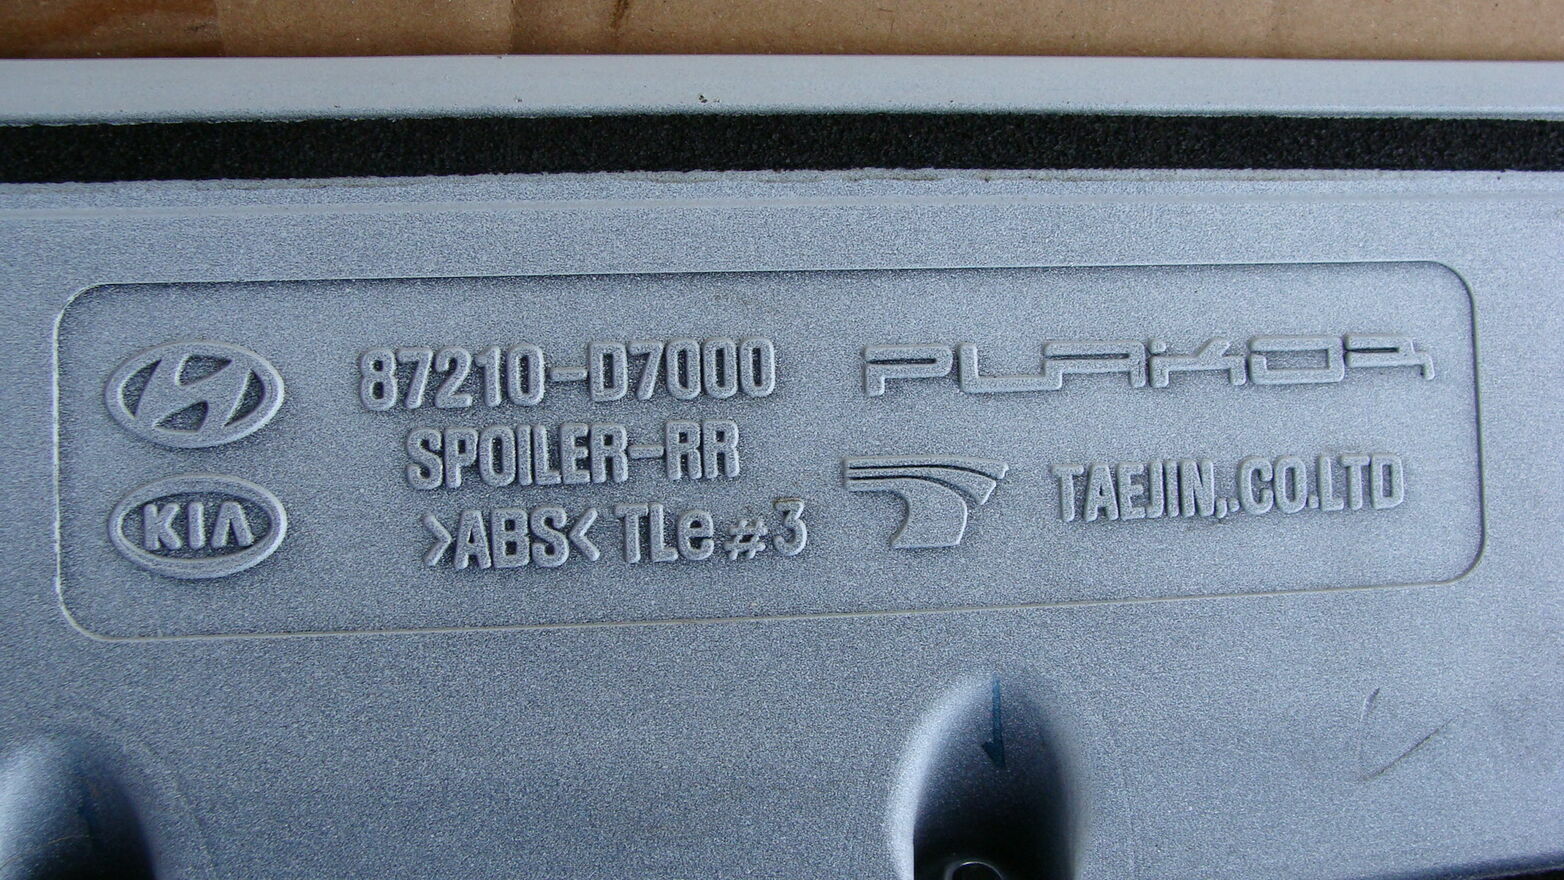 87210-D7000
SPOILER-RR
>ABS< TLe #3
KIA
PLAKOR
TAEJIN,.CO.LTD